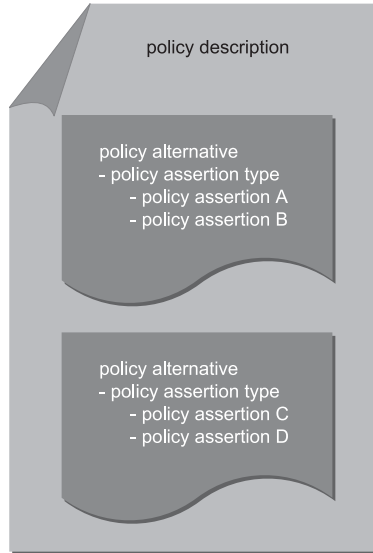 policy description
policy alternative
- policy assertion type
- policy assertion A
- policy assertion B
policy alternative
- policy assertion type
- policy assertion C
- policy assertion D